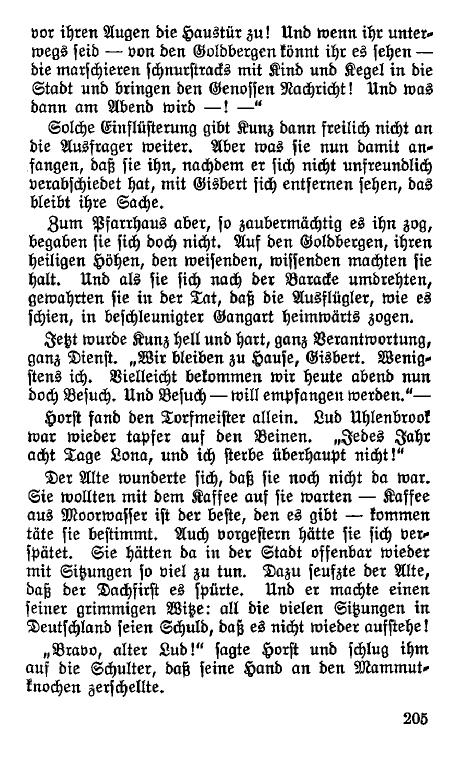 vor ihren Augen die Haustür zu! Und wenn ihr unter-
wegs seid — von den Goldbergen könnt ihr es sehen —
die marschieren schnurstracks mit Kind und Kegel in die
Stadt und bringen den Genossen Nachricht! Und was
dann am Abend wird —! —“
Solche Einflüsterung gibt Kunz dann freilich nicht an
die Ausfrager weiter. Aber was sie nun damit an-
fangen, daß sie ihn, nachdem er sich nicht unfreundlich
verabschiedet hat, mit Gisbert sich entfernen sehen, das
bleibt ihre Sache.
Zum Pfarrhaus aber, so zaubermächtig es ihn zog,
begaben sie sich doch nicht. Auf den Goldbergen, ihren
heiligen Höhen, den weisenden, wissenden machten sie
halt. Und als sie sich nach der Baracke umdrehten,
gewahrten sie in der Tat, daß die Ausflügler, wie es
schien, in beschleunigter Gangart heimwärts zogen.
Jetzt wurde Kunz hell und hart, ganz Verantwortung,
ganz Dienst. „Wir bleiben zu Hause, Gisbert. Wenig-
stens ich. Vielleicht bekommen wir heute abend nun
doch Besuch. Und Besuch — will empfangen werden.“—
Horst fand den Torfmeister allein. Lud Uhlenbrook
war wieder tapfer auf den Beinen. „Jedes Jahr
acht Tage Lona, und ich sterbe überhaupt nicht!“
Der Alte wunderte sich, daß sie noch nicht da war.
Sie wollten mit dem Kaffee auf sie warten — Kaffee
aus Moorwasser ist der beste, den es gibt — kommen
täte sie bestimmt. Auch vorgestern hätte sie sich ver-
spätet. Sie hätten da in der Stadt offenbar wieder
mit Sitzungen so viel zu tun. Dazu seufzte der Alte,
daß der Dachfirst es spürte. Und er machte einen
seiner grimmigen Witze: all die vielen Sitzungen in
Deutschland seien Schuld, daß es nicht wieder aufstehe!
„Bravo, alter Lud!“ sagte Horst und schlug ihm
auf die Schulter, daß seine Hand an den Mammut-
knochen zerschellte.
205